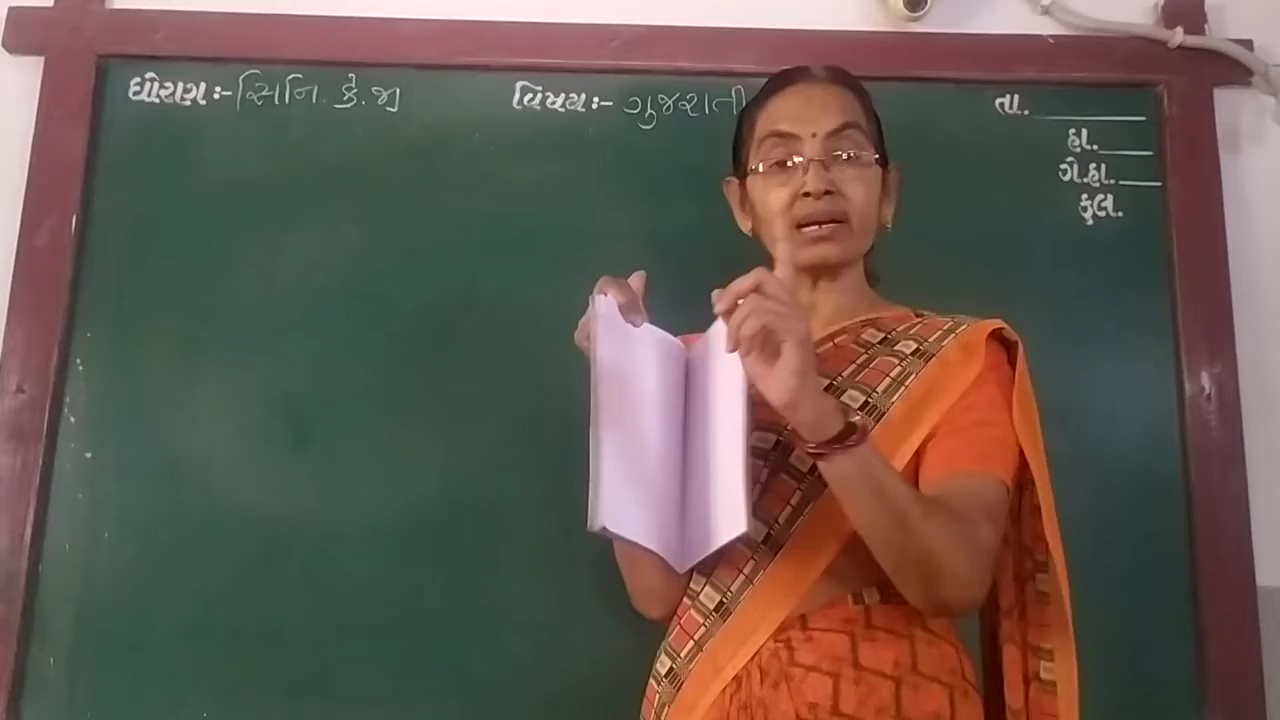 ધોરણ:- સિનિ. કે. જી વિષય:- ગુજરાતી તા.
હા.
ગે.હા.
કુલ.